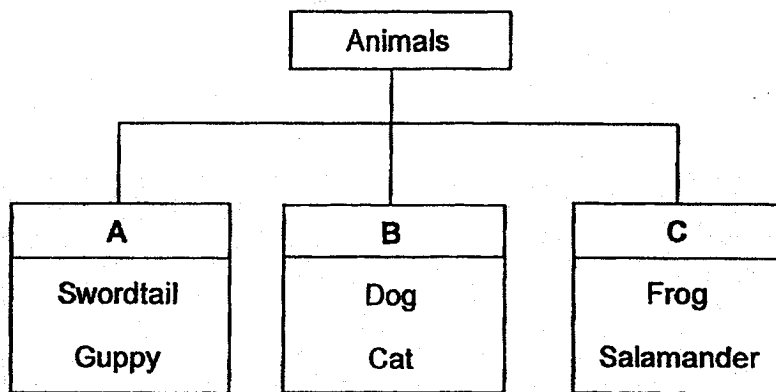 Animals
A
Swordtail
Guppy
B
Dog
Cat
C
Frog
Salamander